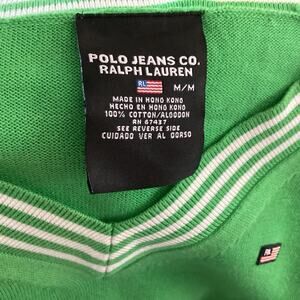 POLO JEANS CO.
RALPH LAUREN
RL
M/M
MADE IN HONG KONG
HECHO EN HONG KONG
100% COTTON/ALGODON
RN 67437
SEE REVERSE SIDE
CUIDADO VER AL DORSO